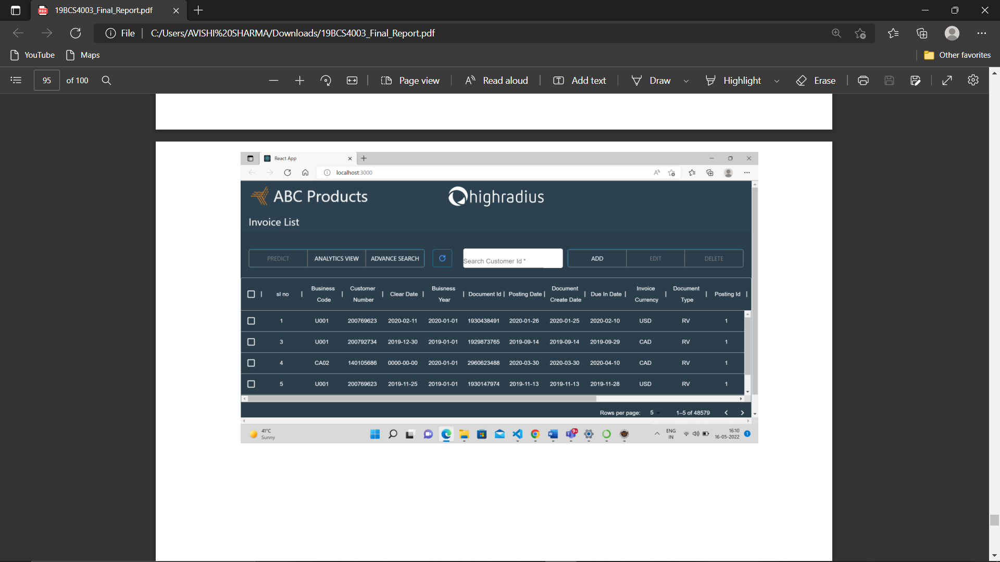 19BCS4003_Final_Report.pdf
File C:/Users/AVISHI%20SHARMA/Downloads/19BCS4003_Final_Report.pdf
YouTube Maps Other favorites
95 of 100 Page view Read aloud Add text Draw Highlight Erase
React App
localhost:3000
ABC Products highradius
Invoice List
PREDICT ANALYTICS VIEW ADVANCE SEARCH Search Customer Id * ADD EDIT DELETE
sl no Business Code Customer Number Clear Date Buisness Year Document Id Posting Date Document Create Date Due In Date Invoice Currency Document Type Posting Id
1 U001 200769623 2020-02-11 2020-01-01 1930438491 2020-01-26 2020-01-25 2020-02-10 USD RV 1
3 U001 200792734 2019-12-30 2019-01-01 1929873765 2019-09-14 2019-09-14 2019-09-29 CAD RV 1
4 CA02 140105686 0000-00-00 2020-01-01 2960623488 2020-03-30 2020-03-30 2020-04-10 CAD RV 1
5 U001 200769623 2019-11-25 2019-01-01 1930147974 2019-11-13 2019-11-13 2019-11-28 USD RV 1
Rows per page: 5 1–5 of 48579
41°C
Sunny
9+
ENG
IN
16:10
16-05-2022
1